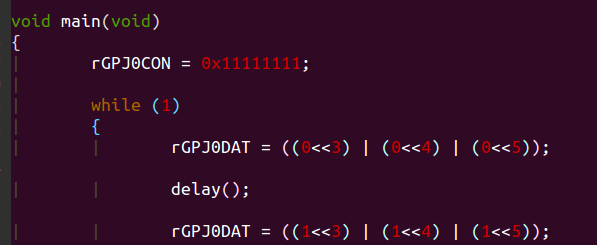 void main(void)
{
rGPJ0CON = 0x11111111;
while (1)
{
rGPJ0DAT = ((0<<3) | (0<<4) | (0<<5));
delay();
rGPJ0DAT = ((1<<3) | (1<<4) | (1<<5));